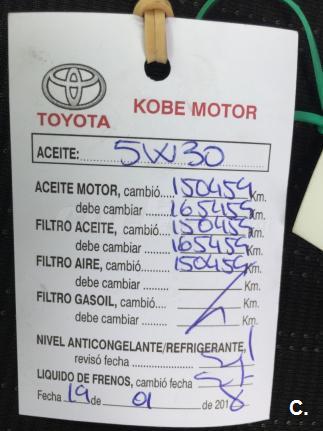 TOYOTA
KOBE MOTOR
ACEITE: 5W30
ACEITE MOTOR, cambió 150459 Km.
debe cambiar 165459 Km.
FILTRO ACEITE, cambió 150459 Km.
debe cambiar 165459 Km.
FILTRO AIRE, cambió 150459 Km.
debe cambiar Km.
FILTRO GASOIL, cambió Km.
debe cambiar Km.
NIVEL ANTICONGELANTE/REFRIGERANTE,
revisó fecha
LIQUIDO DE FRENOS, cambió fecha
Fecha 19 de 01 de 2016
C.